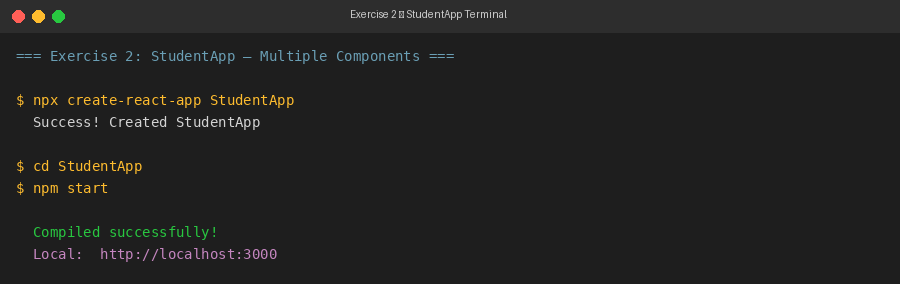 Exercise 2 ▯ StudentApp Terminal
=== Exercise 2: StudentApp — Multiple Components ===
$ npx create-react-app StudentApp
Success! Created StudentApp
$ cd StudentApp
$ npm start
Compiled successfully!
Local:  http://localhost:3000